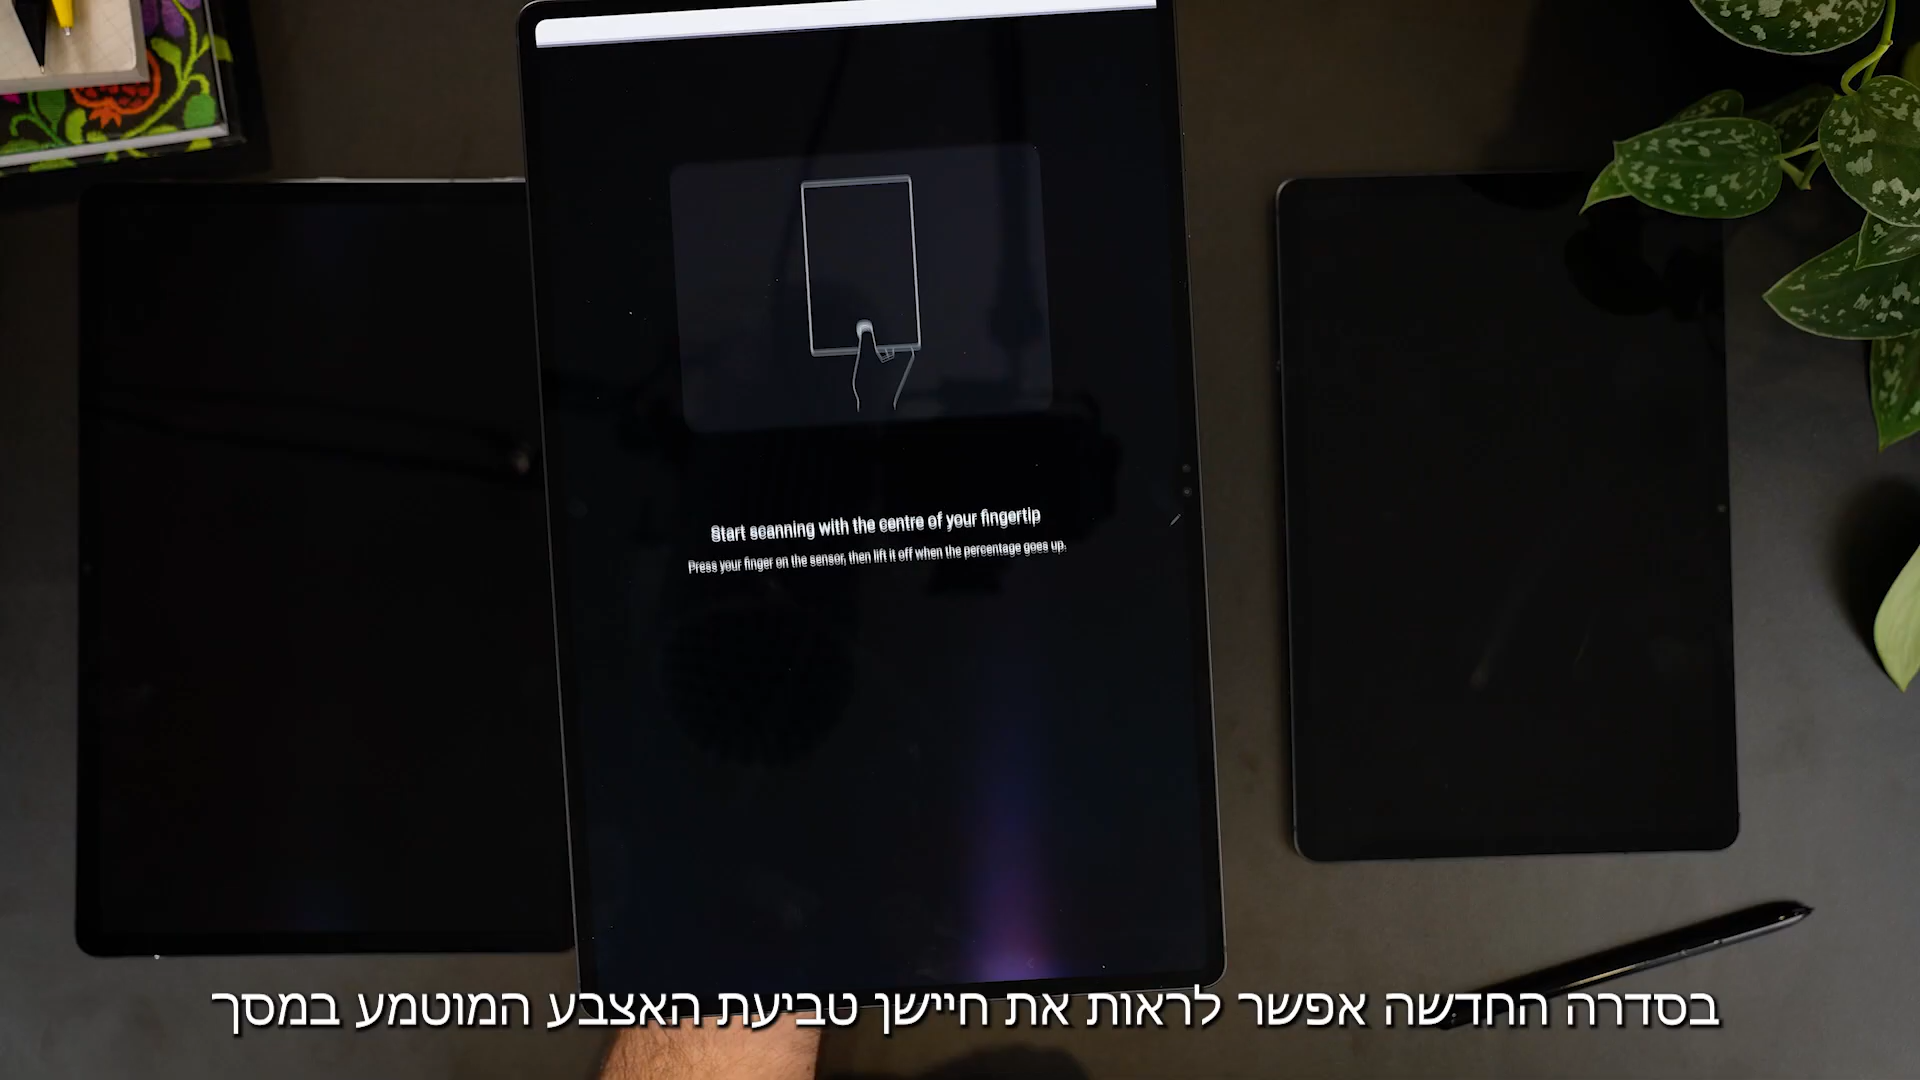 Start scanning with the centre of your fingertip
Press your finger on the sensor, then lift it off when the percentage goes up.
בסדרה החדשה אפשר לראות את חיישן טביעת האצבע המוטמע במסך